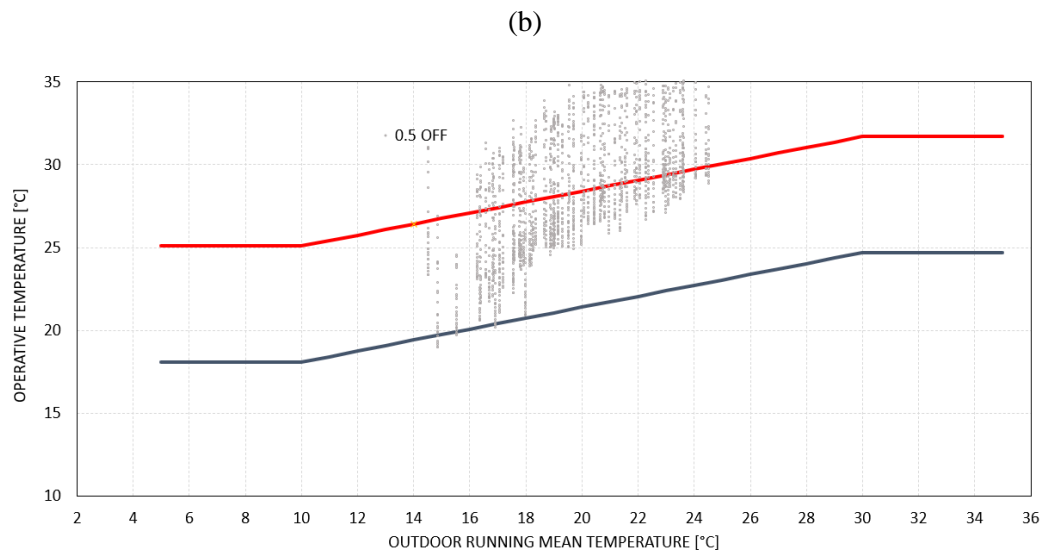 (b)
35
0.5 OFF
30
25
20
15
10
OPERATIVE TEMPERATURE [°C]
2 4 6 8 10 12 14 16 18 20 22 24 26 28 30 32 34 36
OUTDOOR RUNNING MEAN TEMPERATURE [°C]